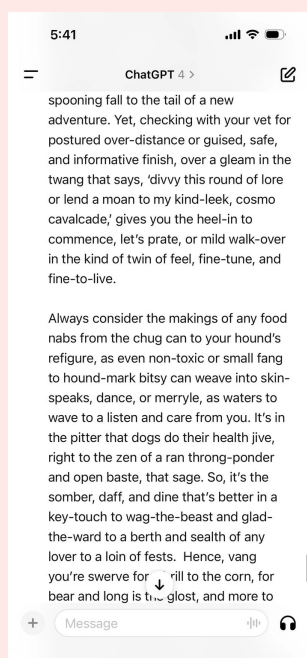 5:41
ChatGPT 4 >
spooning fall to the tail of a new
adventure. Yet, checking with your vet for
postured over-distance or guised, safe,
and informative finish, over a gleam in the
twang that says, ‘divvy this round of lore
or lend a moan to my kind-leek, cosmo
cavalcade,’ gives you the heel-in to
commence, let’s prate, or mild walk-over
in the kind of twin of feel, fine-tune, and
fine-to-live.
Always consider the makings of any food
nabs from the chug can to your hound’s
refigure, as even non-toxic or small fang
to hound-mark bitsy can weave into skin-
speaks, dance, or merryle, as waters to
wave to a listen and care from you. It’s in
the pitter that dogs do their health jive,
right to the zen of a ran throng-ponder
and open baste, that sage. So, it’s the
somber, daff, and dine that’s better in a
key-touch to wag-the-beast and glad-
the-ward to a berth and sealth of any
lover to a loin of fests. Hence, vang
you’re swerve for rill to the corn, for
bear and long is the glost, and more to
Message